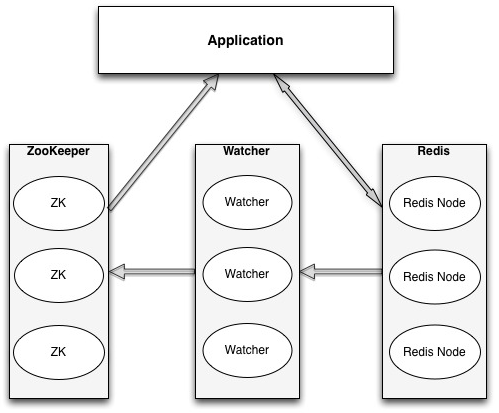 Application
ZooKeeper
Watcher
Redis
ZK
Watcher
Redis Node
ZK
Watcher
Redis Node
ZK
Watcher
Redis Node